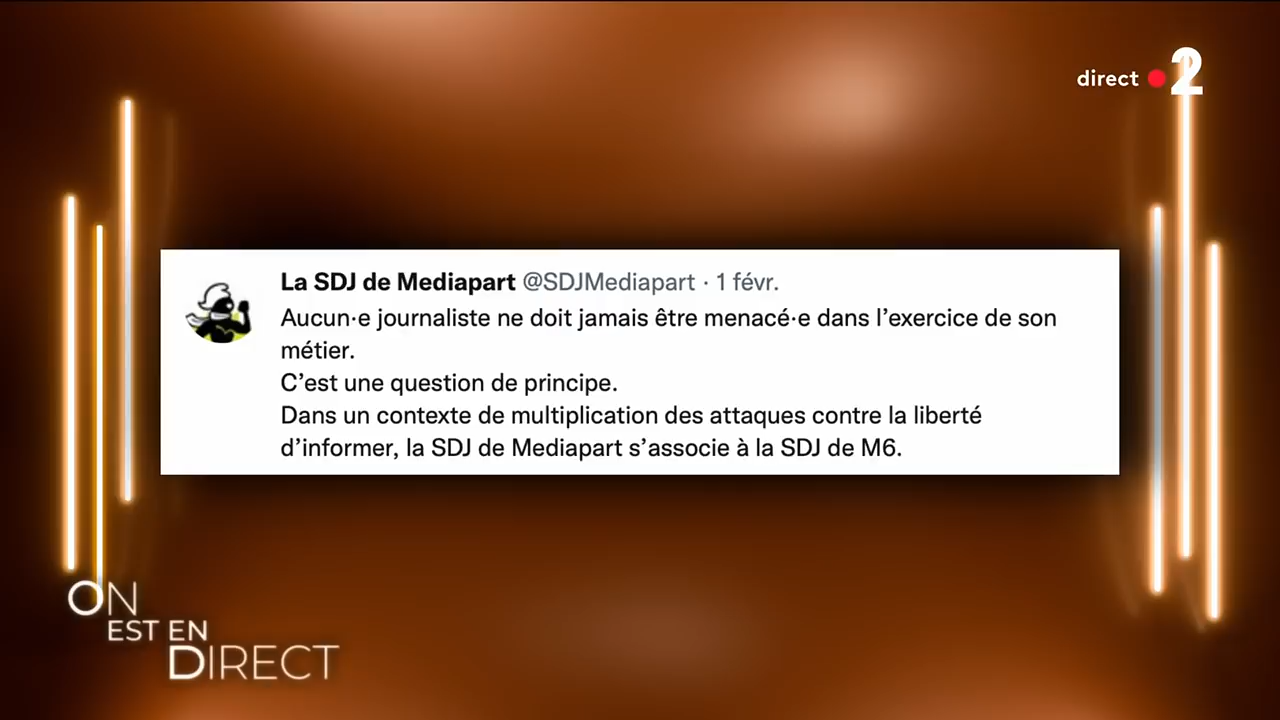 direct 2
La SDJ de Mediapart @SDJMediapart · 1 févr.
Aucun·e journaliste ne doit jamais être menacé·e dans l’exercice de son
métier.
C’est une question de principe.
Dans un contexte de multiplication des attaques contre la liberté
d’informer, la SDJ de Mediapart s’associe à la SDJ de M6.
ON
EST EN
DIRECT